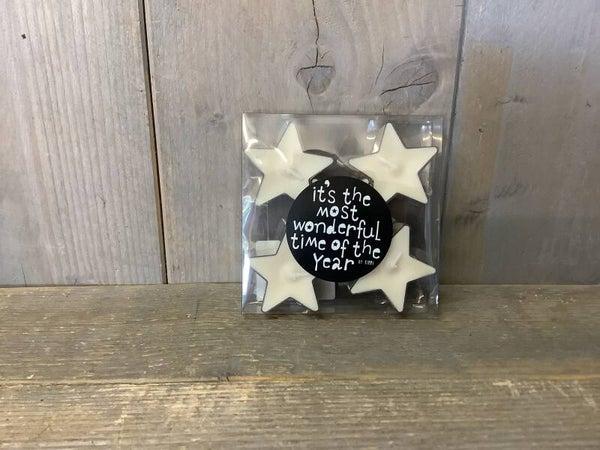 it's the
MOST
wonderful
time of the
Year